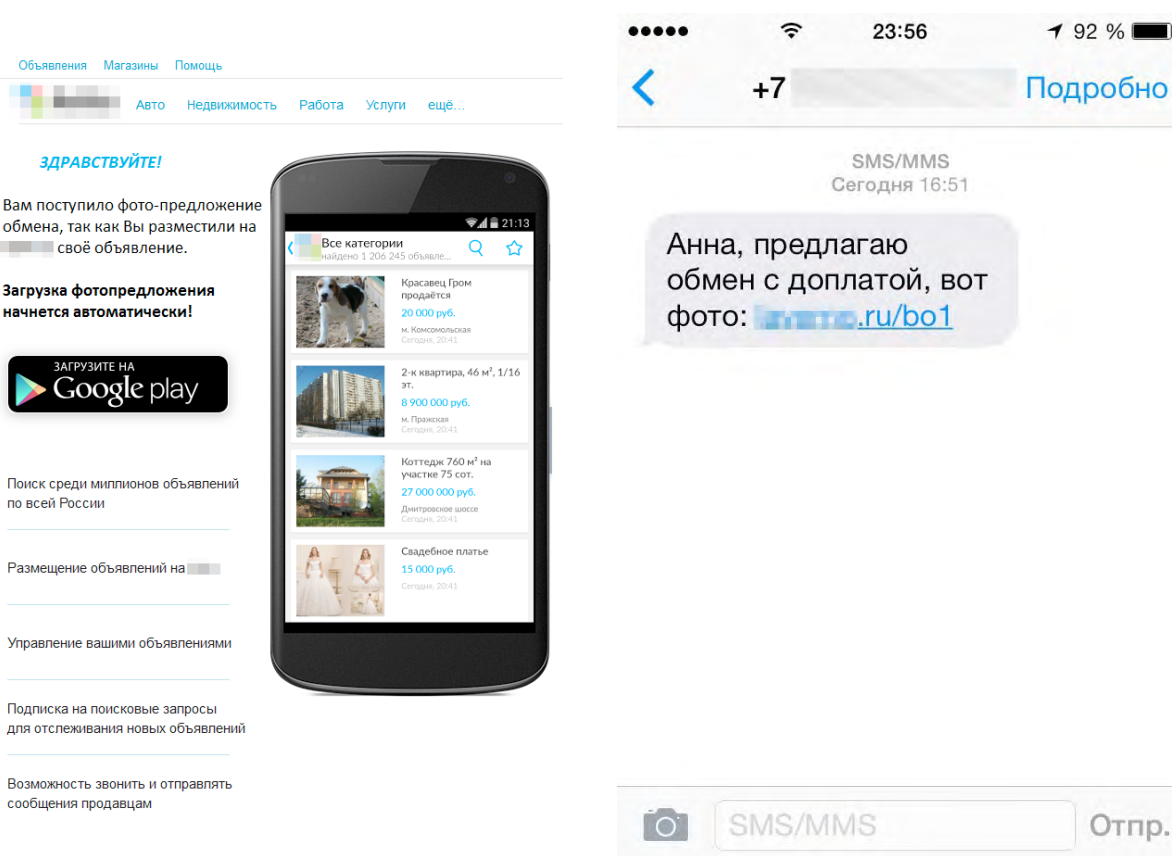 Объявления Магазины Помощь
Авто Недвижимость Работа Услуги ещё...
ЗДРАВСТВУЙТЕ!
Вам поступило фото-предложение
обмена, так как Вы разместили на
своё объявление.
Загрузка фотопредложения
начнется автоматически!
ЗАГРУЗИТЕ НА
Google play
Поиск среди миллионов объявлений
по всей России
Размещение объявлений на
Управление вашими объявлениями
Подписка на поисковые запросы
для отслеживания новых объявлений
Возможность звонить и отправлять
сообщения продавцам
21:13
Все категории
найдено 1 206 245 объявле...
Красавец Гром
продаётся
20 000 руб.
м. Комсомольская
Сегодня, 20:41
2-к квартира, 46 м², 1/16
эт.
8 900 000 руб.
м. Пражская
Сегодня, 20:41
Коттедж 760 м² на
участке 75 сот.
27 000 000 руб.
Дмитровское шоссе
Сегодня, 20:41
Свадебное платье
15 000 руб.
Сегодня, 20:41
23:56 92 %
+7 Подробно
SMS/MMS
Сегодня 16:51
Анна, предлагаю
обмен с доплатой, вот
фото: .ru/bo1
SMS/MMS Отпр.